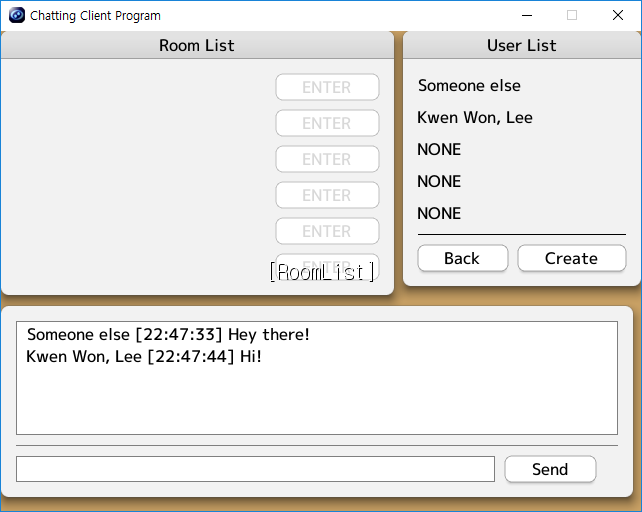 Chatting Client Program
Room List
ENTER
ENTER
ENTER
ENTER
ENTER
ENTER
[RoomList]
User List
Someone else
Kwen Won, Lee
NONE
NONE
NONE
Back Create
Someone else [22:47:33] Hey there!
Kwen Won, Lee [22:47:44] Hi!
Send